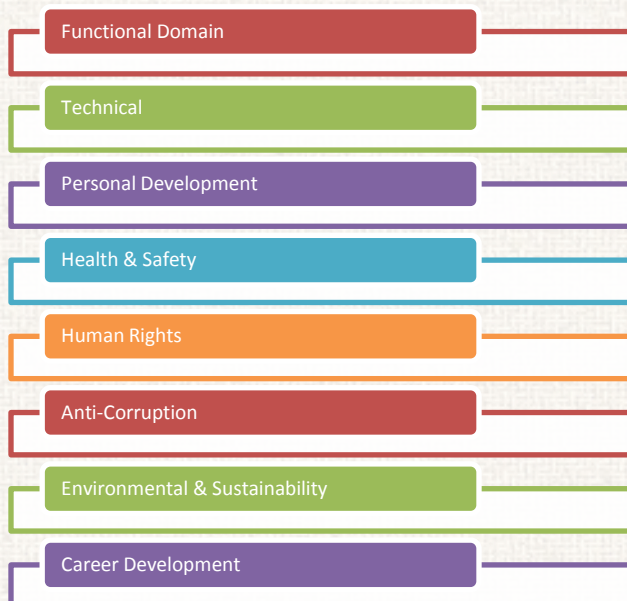 Functional Domain
Technical
Personal Development
Health & Safety
Human Rights
Anti-Corruption
Environmental & Sustainability
Career Development